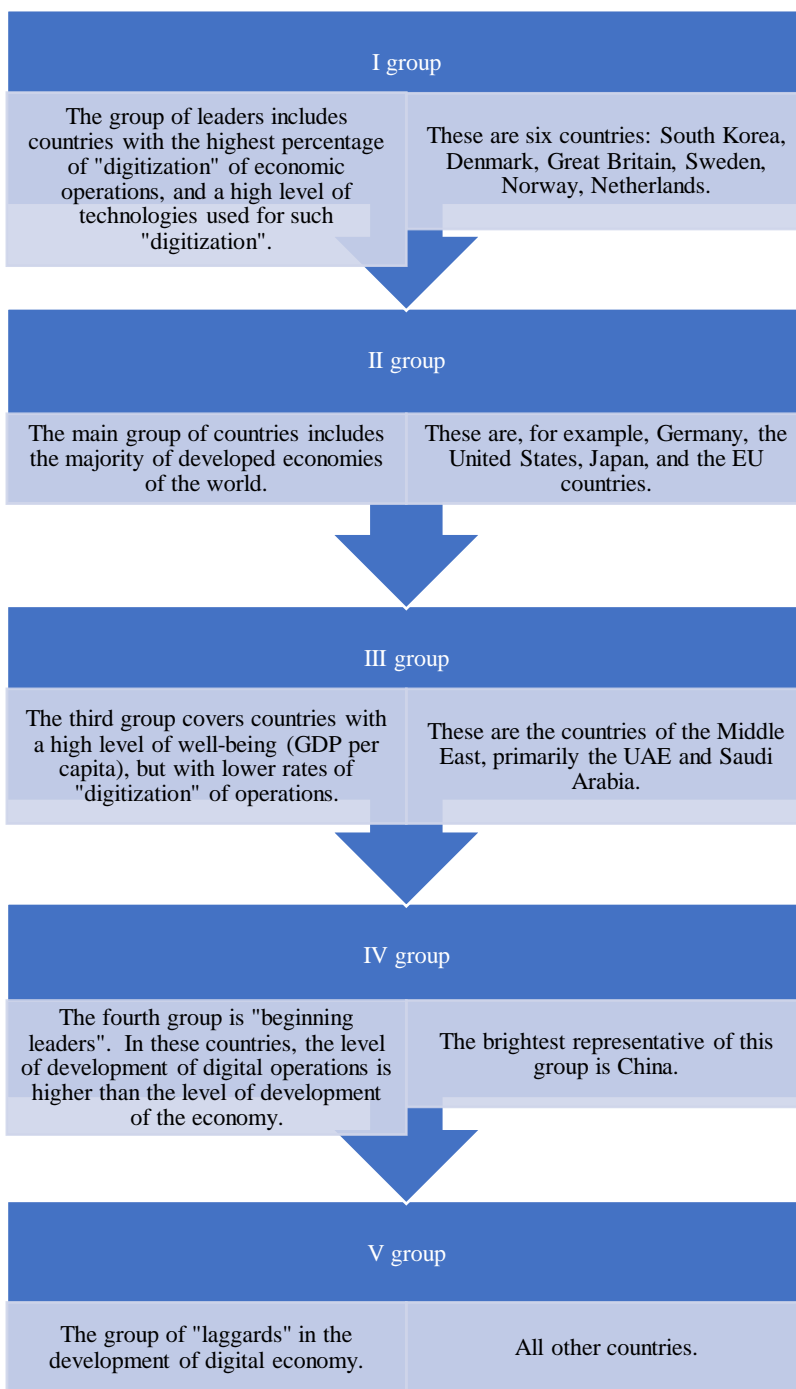 I group
The group of leaders includes
countries with the highest percentage
of "digitization" of economic
operations, and a high level of
technologies used for such
"digitization".
These are six countries: South Korea,
Denmark, Great Britain, Sweden,
Norway, Netherlands.
II group
The main group of countries includes
the majority of developed economies
of the world.
These are, for example, Germany, the
United States, Japan, and the EU
countries.
III group
The third group covers countries with
a high level of well-being (GDP per
capita), but with lower rates of
"digitization" of operations.
These are the countries of the Middle
East, primarily the UAE and Saudi
Arabia.
IV group
The fourth group is "beginning
leaders". In these countries, the level
of development of digital operations is
higher than the level of development
of the economy.
The brightest representative of this
group is China.
V group
The group of "laggards" in the
development of digital economy.
All other countries.